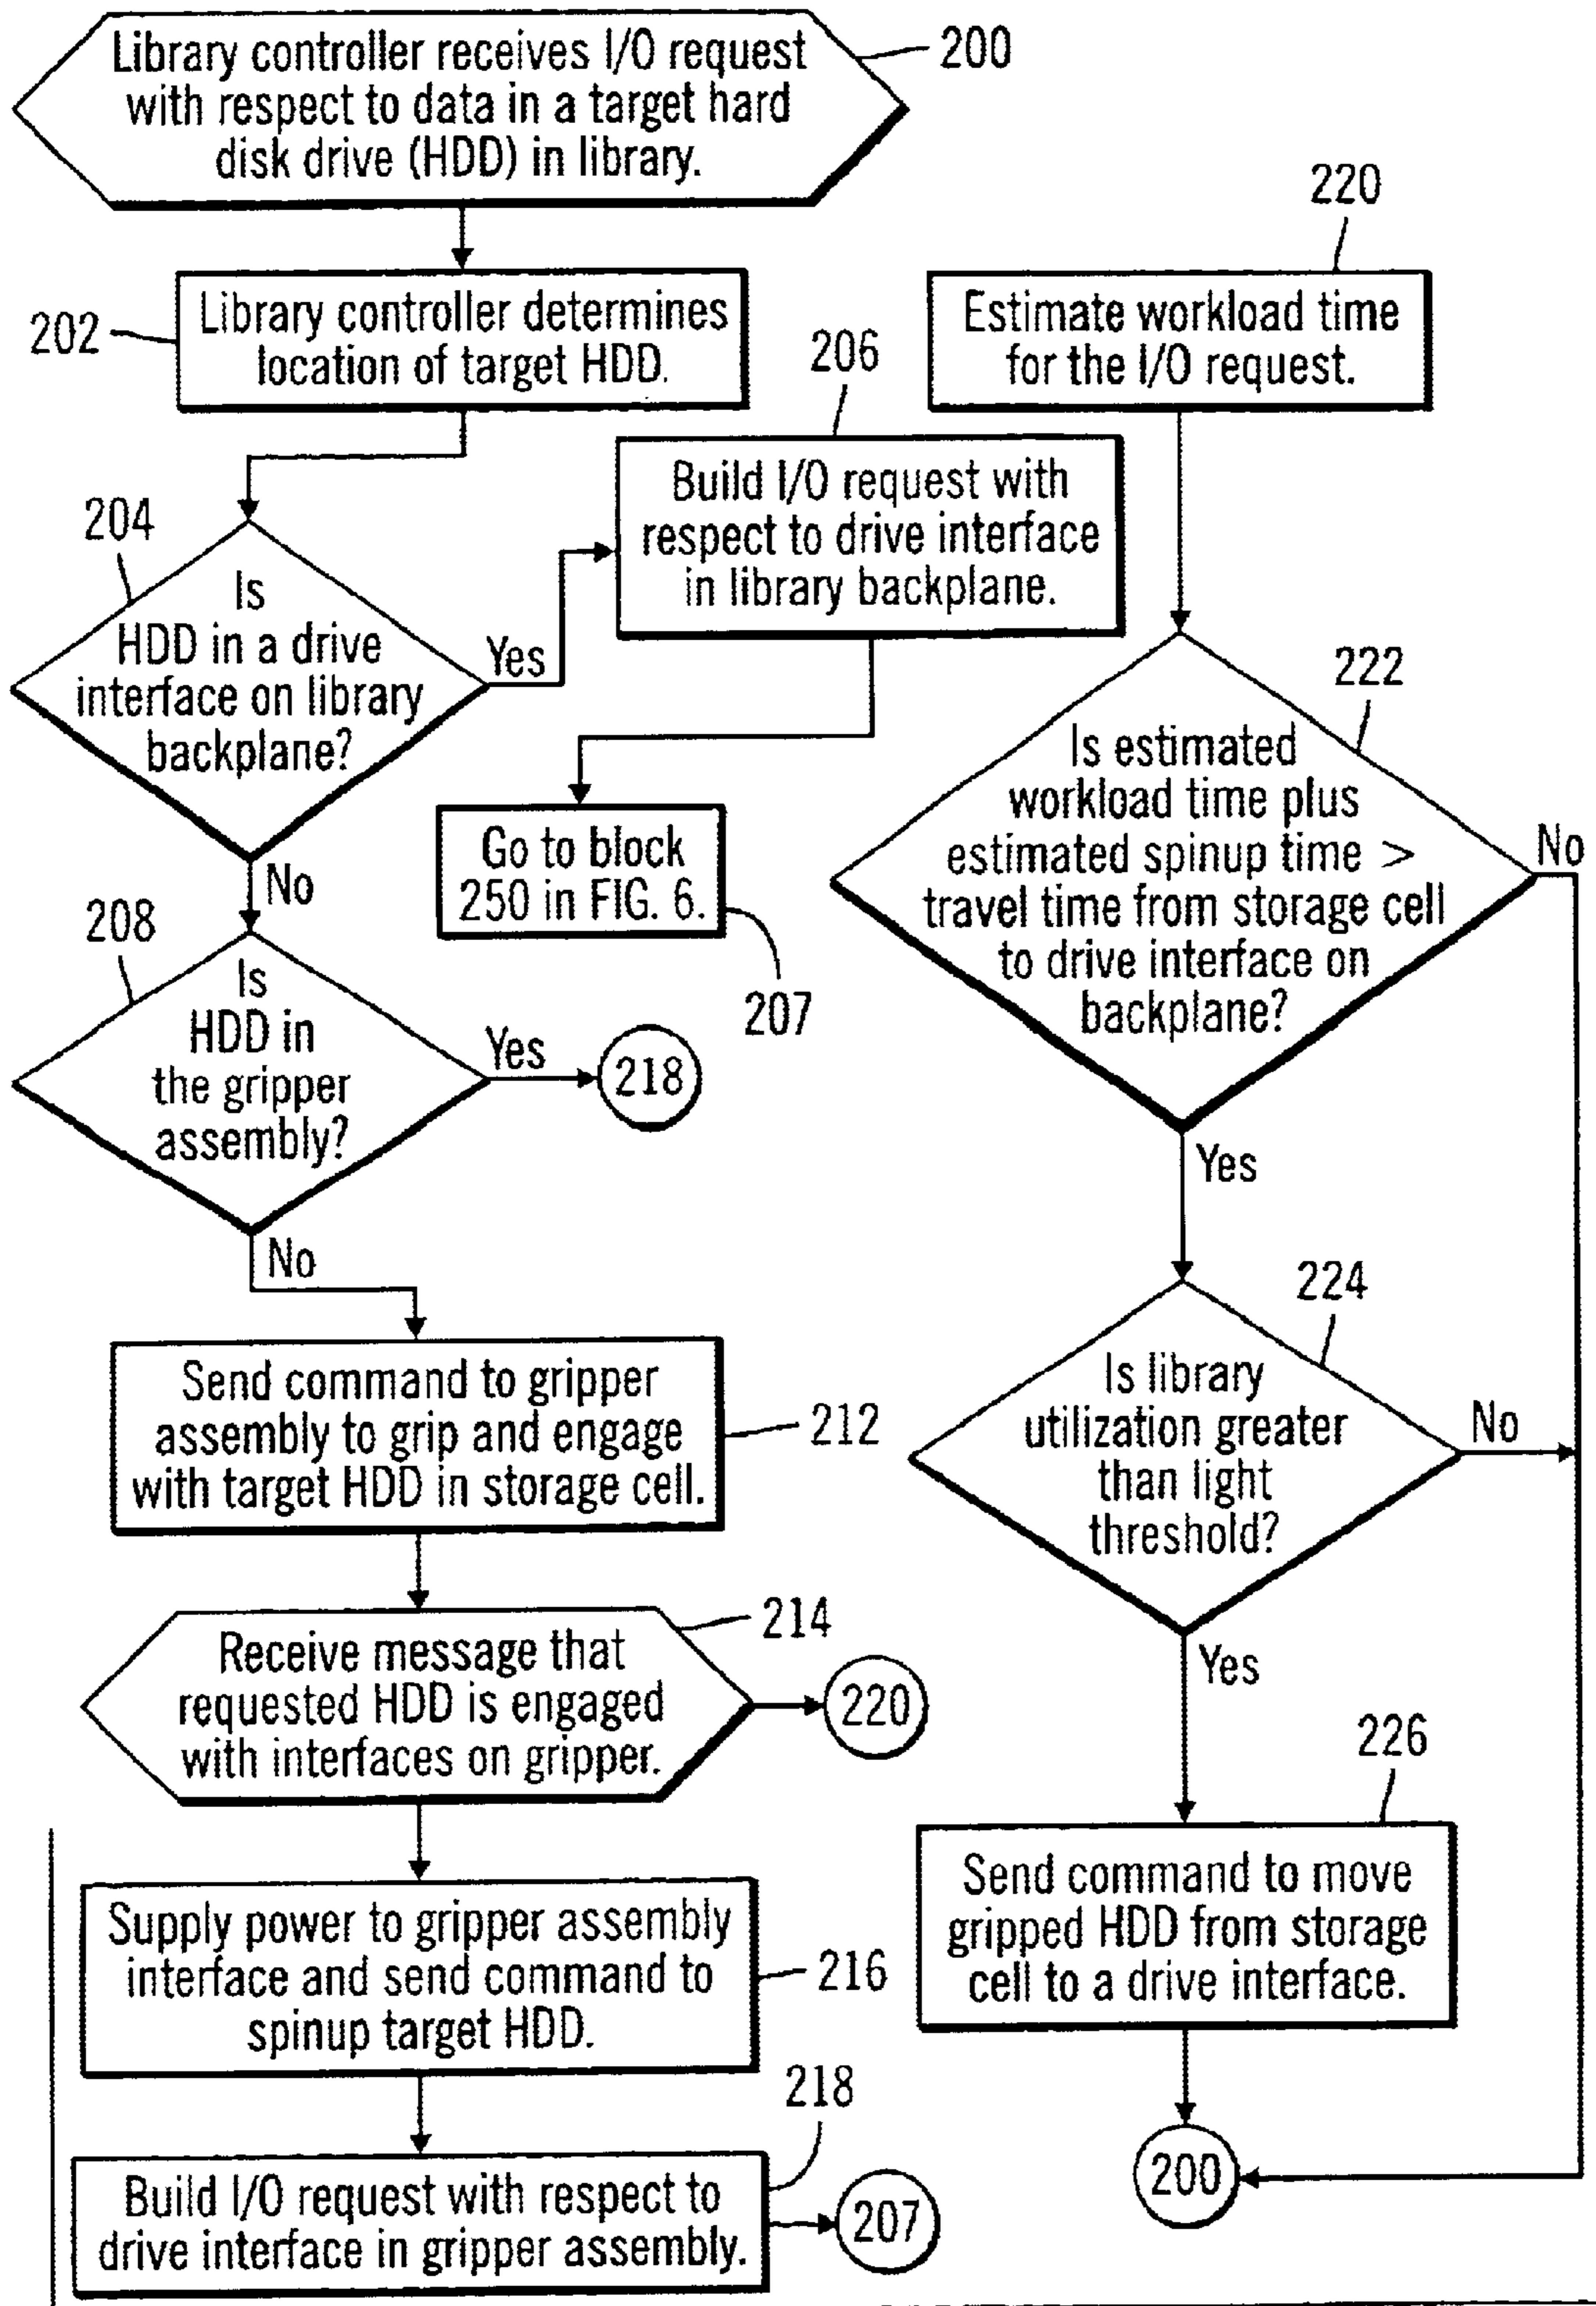 Library controller receives I/O request
with respect to data in a target hard
disk drive (HDD) in library.
200
202
Library controller determines
location of target HDD.
204
Is
HDD in a drive
interface on library
backplane?
Yes
No
206
Build I/O request with
respect to drive interface
in library backplane.
Go to block
250 in FIG. 6.
207
208
Is
HDD in
the gripper
assembly?
Yes
218
No
Send command to gripper
assembly to grip and engage
with target HDD in storage cell.
212
Receive message that
requested HDD is engaged
with interfaces on gripper.
214
220
Supply power to gripper assembly
interface and send command to
spinup target HDD.
216
218
Build I/O request with respect to
drive interface in gripper assembly.
207
220
Estimate workload time
for the I/O request.
222
Is estimated
workload time plus
estimated spinup time >
travel time from storage cell
to drive interface on
backplane?
No
Yes
224
Is library
utilization greater
than light
threshold?
No
Yes
226
Send command to move
gripped HDD from storage
cell to a drive interface.
200